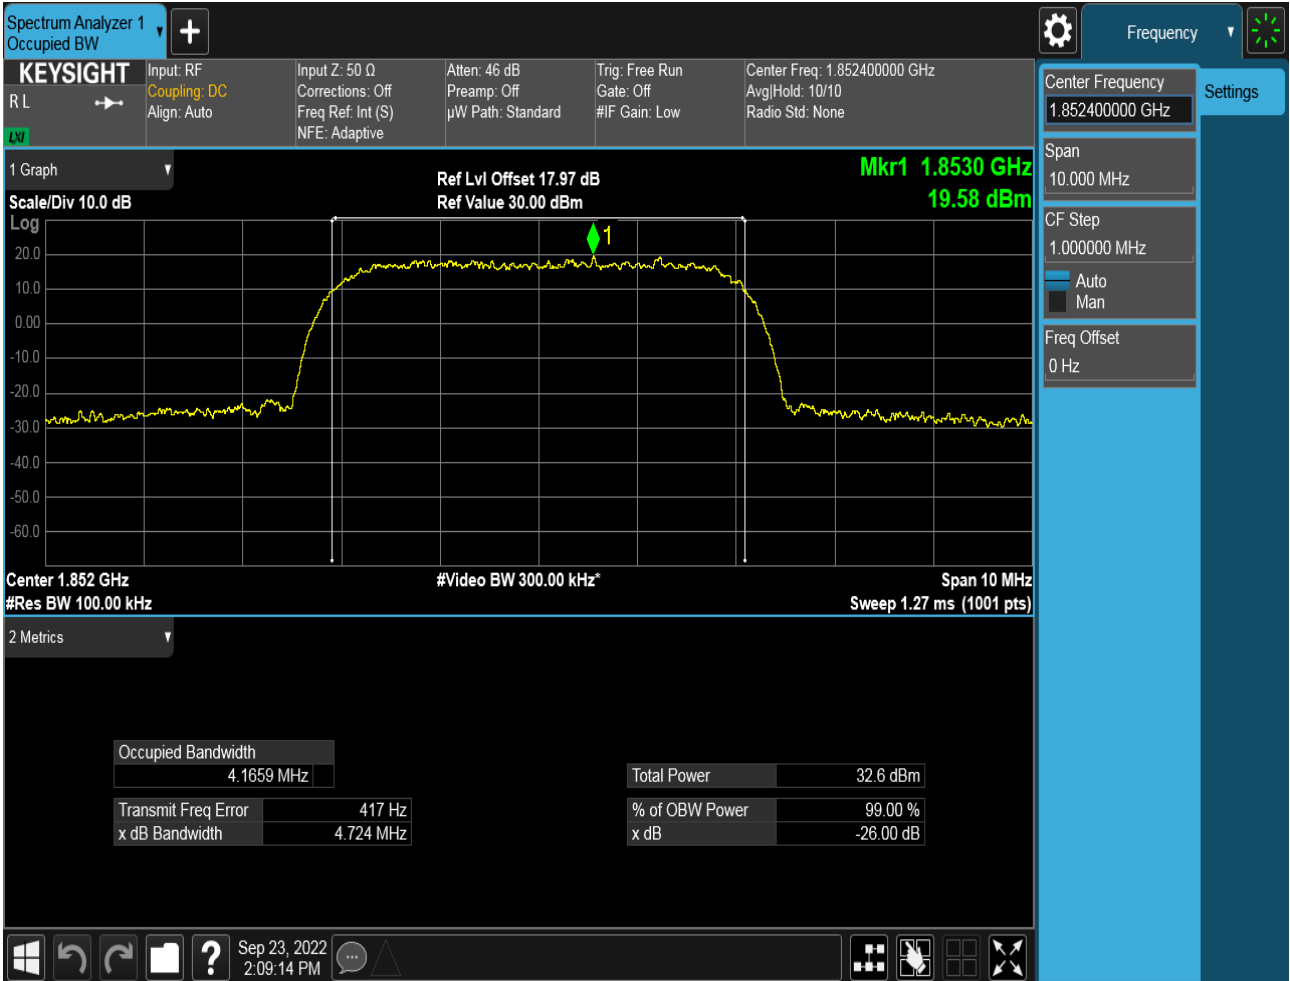 Spectrum Analyzer 1
Occupied BW
Frequency
KEYSIGHT
R L
LXI
Input: RF
Coupling: DC
Align: Auto
Input Z: 50 Ω
Corrections: Off
Freq Ref: Int (S)
NFE: Adaptive
Atten: 46 dB
Preamp: Off
µW Path: Standard
Trig: Free Run
Gate: Off
#IF Gain: Low
Center Freq: 1.852400000 GHz
Avg|Hold: 10/10
Radio Std: None
Center Frequency
1.852400000 GHz
Settings
Span
10.000 MHz
CF Step
1.000000 MHz
Auto
Man
Freq Offset
0 Hz
1 Graph
Scale/Div 10.0 dB
Log
Ref Lvl Offset 17.97 dB
Ref Value 30.00 dBm
Mkr1 1.8530 GHz
19.58 dBm
1
20.0
10.0
0.00
-10.0
-20.0
-30.0
-40.0
-50.0
-60.0
Center 1.852 GHz
#Res BW 100.00 kHz
#Video BW 300.00 kHz*
Span 10 MHz
Sweep 1.27 ms (1001 pts)
2 Metrics
Occupied Bandwidth
4.1659 MHz
Transmit Freq Error 417 Hz
x dB Bandwidth 4.724 MHz
Total Power 32.6 dBm
% of OBW Power 99.00 %
x dB -26.00 dB
?
Sep 23, 2022
2:09:14 PM